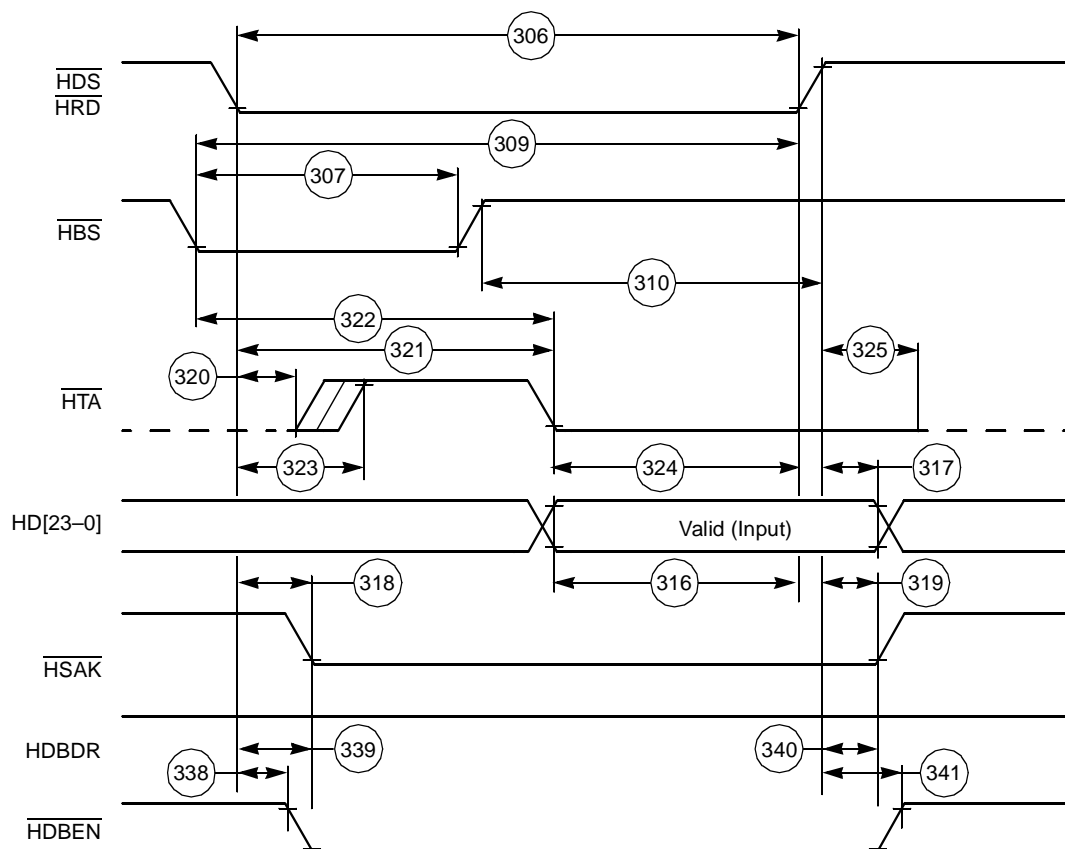 306
HDS
HRD
309
307
HBS
310
322
321
325
320
HTA
323
324
317
HD[23–0]
Valid (Input)
318
316
319
HSAK
HDBDR
339
340
338
341
HDBEN